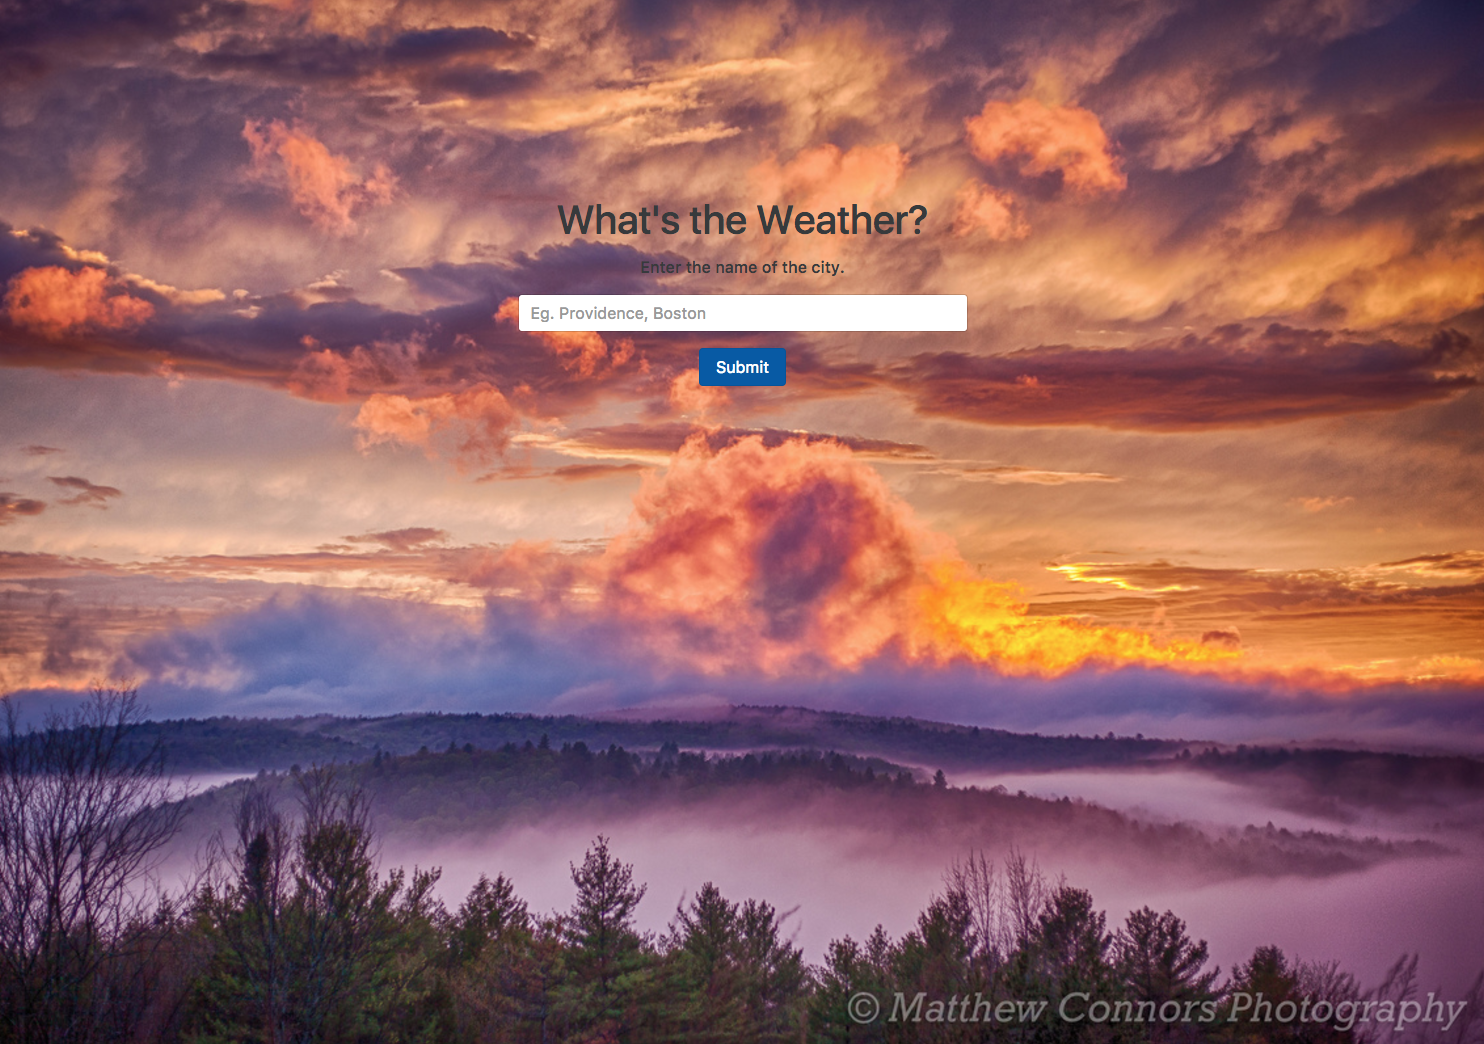 What's the Weather?
Enter the name of the city.
Eg. Providence, Boston
Submit
© Matthew Connors Photography